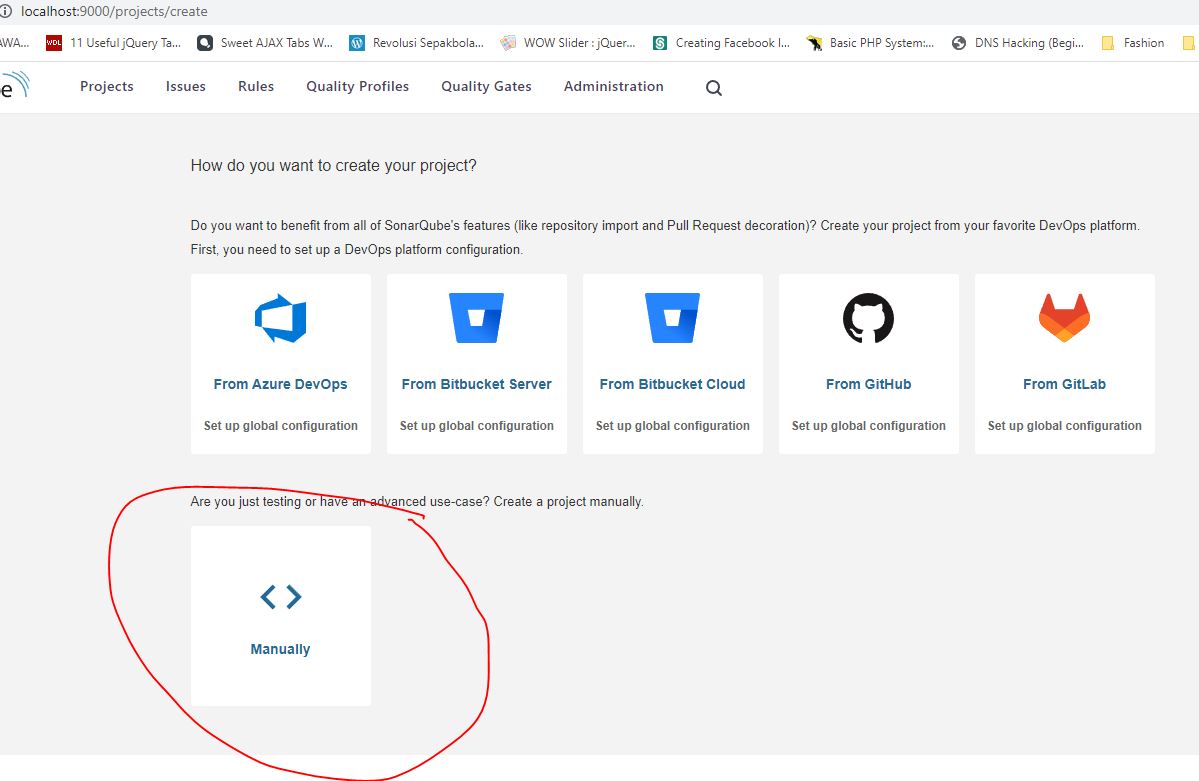 localhost:9000/projects/create
AWA... WDL 11 Useful jQuery Ta... Sweet AJAX Tabs W... Revolusi Sepakbola... WOW Slider : jQuer... Creating Facebook I... Basic PHP System:... DNS Hacking (Begi... Fashion
e Projects Issues Rules Quality Profiles Quality Gates Administration
How do you want to create your project?
Do you want to benefit from all of SonarQube's features (like repository import and Pull Request decoration)? Create your project from your favorite DevOps platform.
First, you need to set up a DevOps platform configuration.
From Azure DevOps From Bitbucket Server From Bitbucket Cloud From GitHub From GitLab
Set up global configuration Set up global configuration Set up global configuration Set up global configuration Set up global configuration
Are you just testing or have an advanced use-case? Create a project manually.
Manually